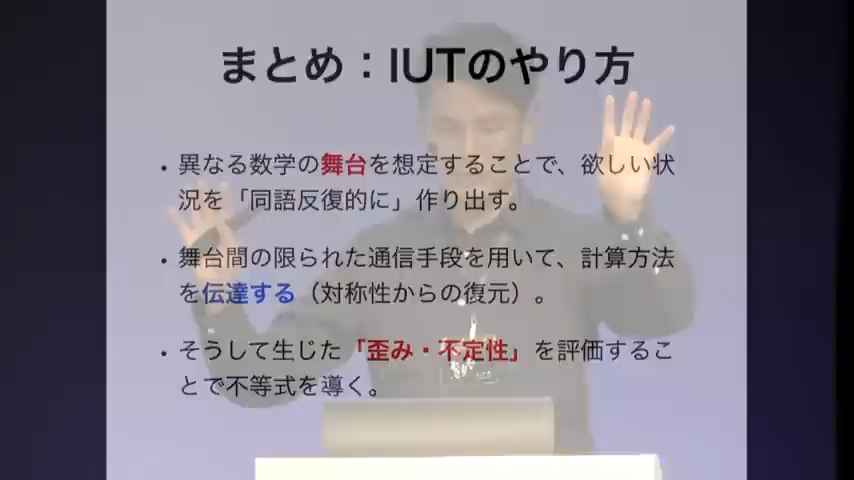 まとめ：IUTのやり方
・異なる数学の舞台を想定することで、欲しい状
況を「同語反復的に」作り出す。
・舞台間の限られた通信手段を用いて、計算方法
を伝達する（対称性からの復元）。
・そうして生じた「歪み・不定性」を評価するこ
とで不等式を導く。